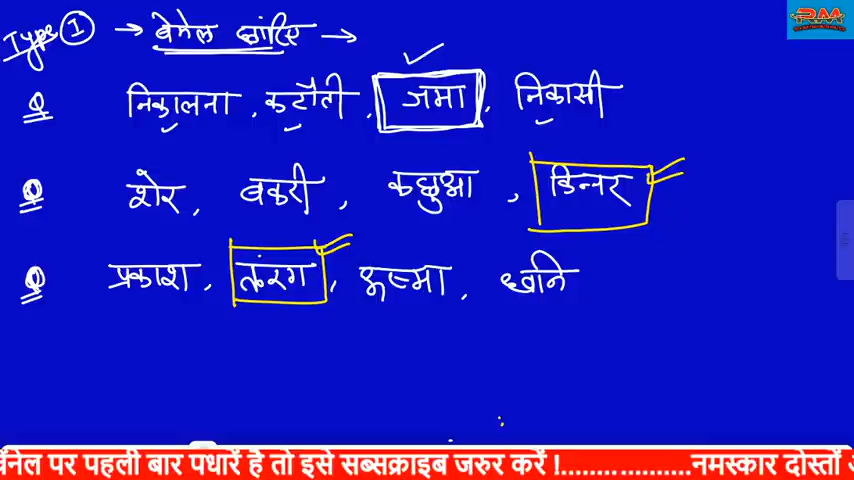 Type ① → बेमेल छांटिए →
Q निकालना, कटौती, जमा, निकासी
Q शेर, बकरी, कछुआ, डिनर
Q प्रकाश, तरंग, ऊष्मा, ध्वनि
RAA
चैनल पर पहली बार पधारें है तो इसे सब्सक्राइब जरुर करें !......... ..........नमस्कार दोस्तों